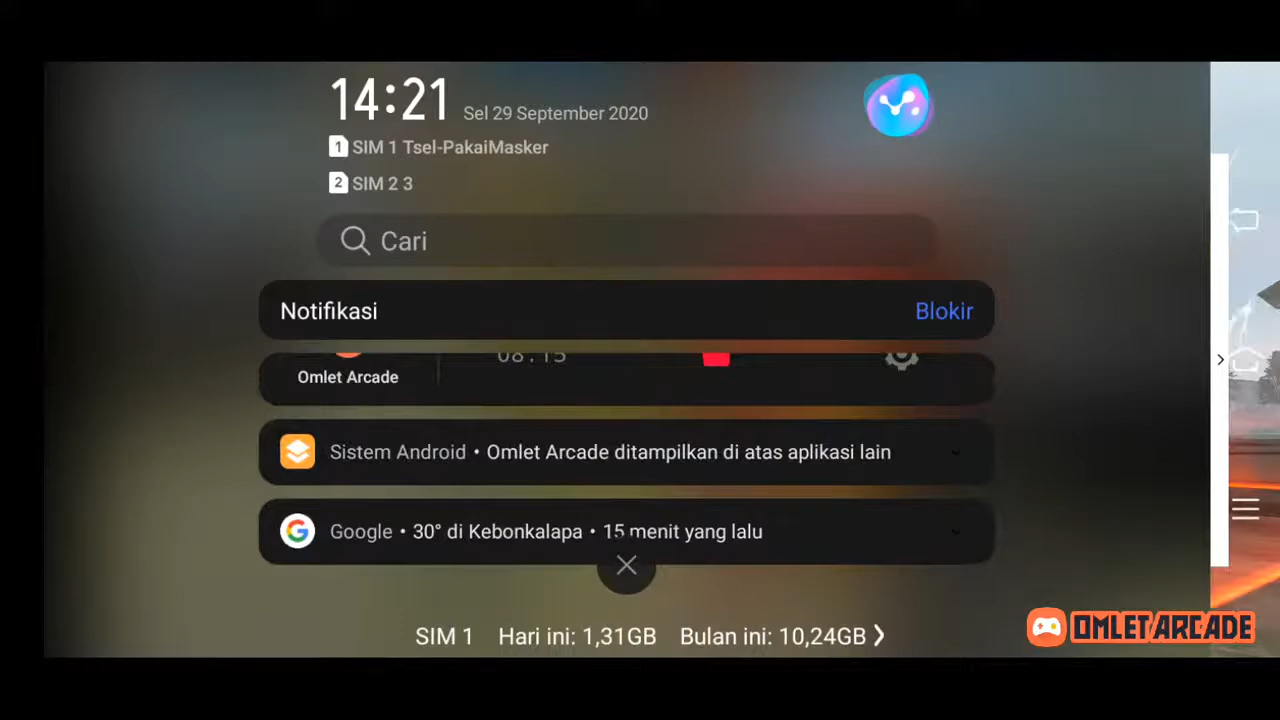 14:21 Sel 29 September 2020
1 SIM 1 Tsel-PakaiMasker
2 SIM 2 3
Cari
Notifikasi Blokir
08:15
Omlet Arcade
Sistem Android • Omlet Arcade ditampilkan di atas aplikasi lain
Google • 30° di Kebonkalapa • 15 menit yang lalu
SIM 1 Hari ini: 1,31GB Bulan ini: 10,24GB
OMLET ARCADE